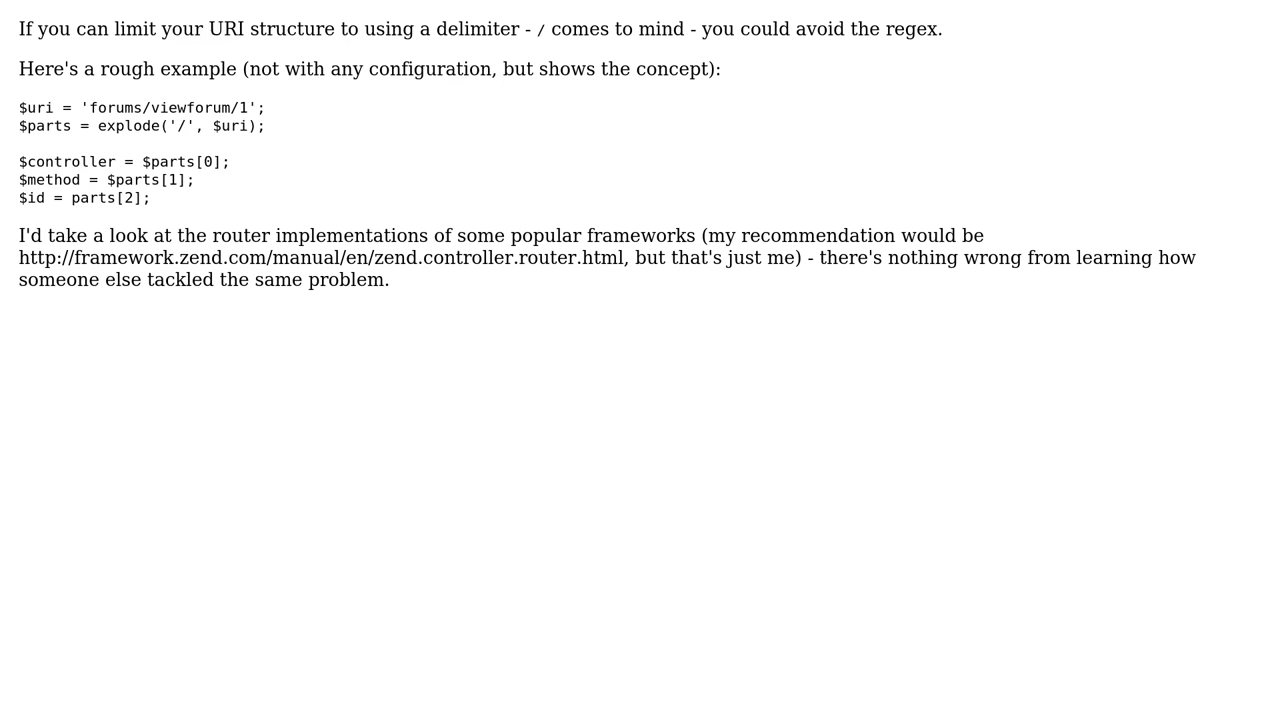 If you can limit your URI structure to using a delimiter - / comes to mind - you could avoid the regex.
Here's a rough example (not with any configuration, but shows the concept):
$uri = 'forums/viewforum/1';
$parts = explode('/', $uri);
$controller = $parts[0];
$method = $parts[1];
$id = parts[2];
I'd take a look at the router implementations of some popular frameworks (my recommendation would be
http://framework.zend.com/manual/en/zend.controller.router.html, but that's just me) - there's nothing wrong from learning how
someone else tackled the same problem.